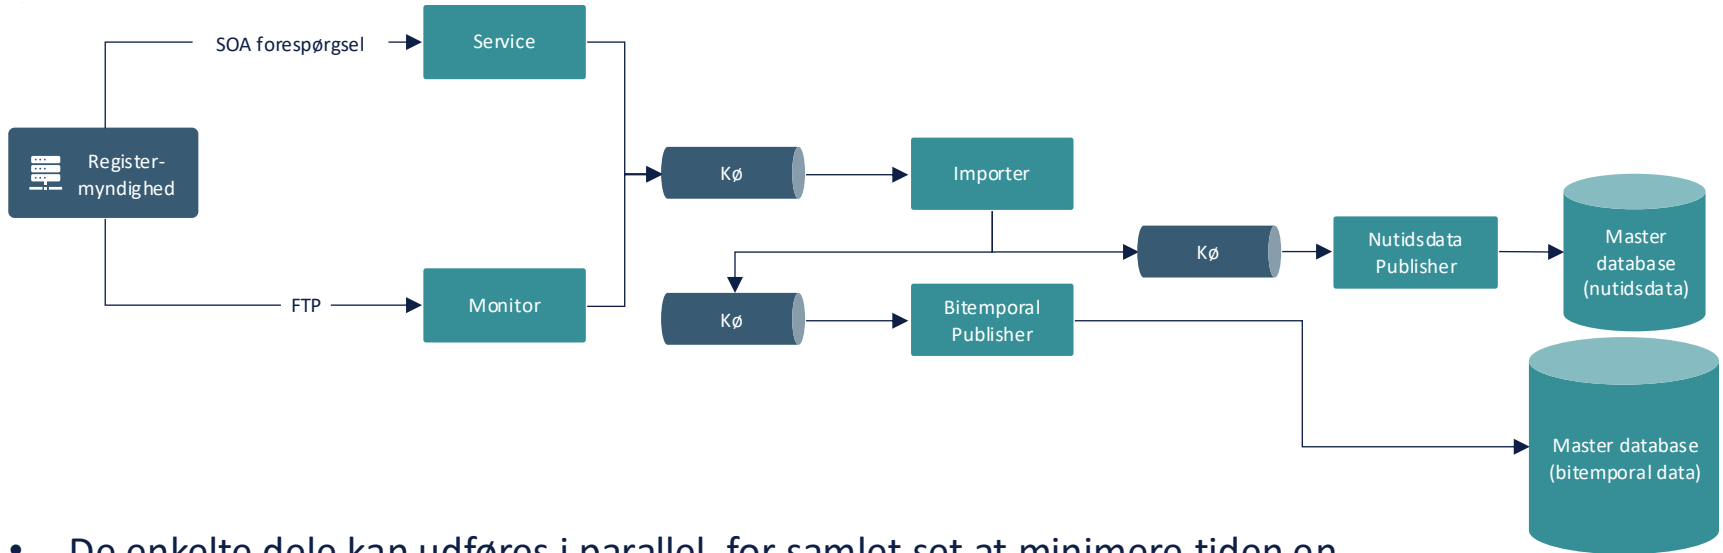 SOA forespørgsel
Service
Register-
myndighed
Kø
Importer
Kø
Nutidsdata
Publisher
Master
database
(nutidsdata)
FTP
Monitor
Kø
Bitemporal
Publisher
Master database
(bitemporal data)
• De enkelte dele kan udføres i parallel, for samlet set at minimere tiden en